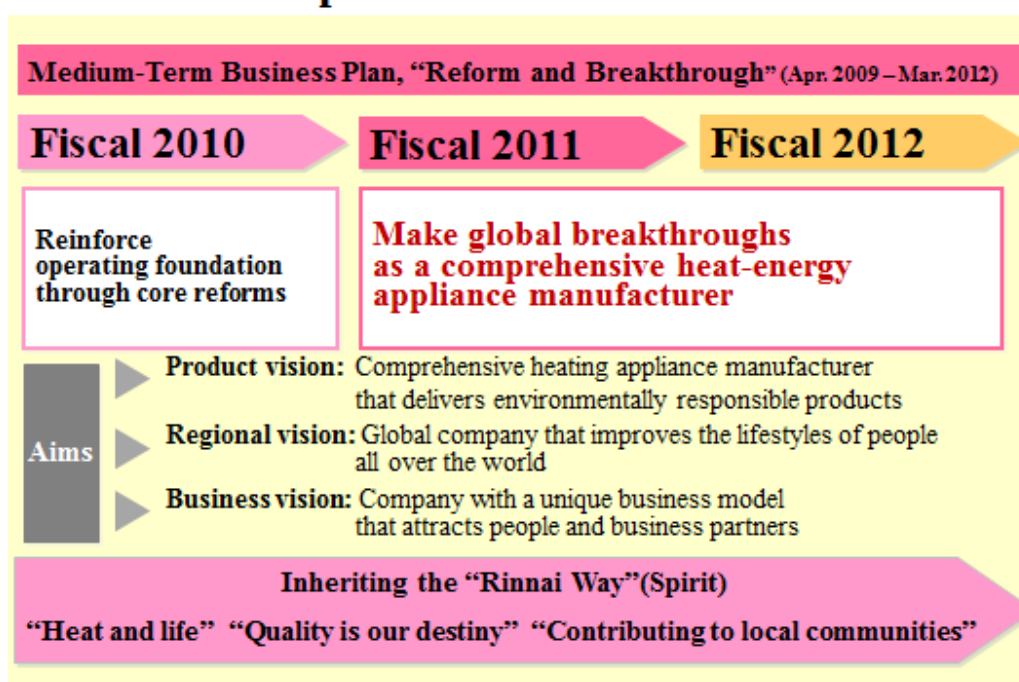 Medium-Term Business Plan, “Reform and Breakthrough” (Apr. 2009 – Mar. 2012)
Fiscal 2010
Fiscal 2011
Fiscal 2012
Reinforce
operating foundation
through core reforms
Make global breakthroughs
as a comprehensive heat-energy
appliance manufacturer
Aims
Product vision: Comprehensive heating appliance manufacturer
that delivers environmentally responsible products
Regional vision: Global company that improves the lifestyles of people
all over the world
Business vision: Company with a unique business model
that attracts people and business partners
Inheriting the “Rinnai Way”(Spirit)
“Heat and life” “Quality is our destiny” “Contributing to local communities”